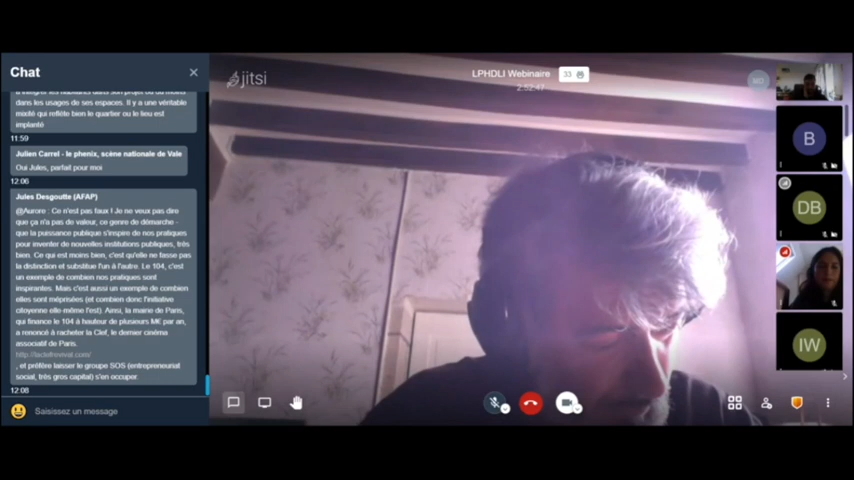 Chat
à intégrer les habitants dans son projet ou du moins
dans les usages de ses espaces. Il y a une véritable
mixité qui reflète bien le quartier ou le lieu est
implanté
11:59
Julien Carrel - le phenix, scène nationale de Vale
Oui Jules, parfait pour moi
12:06
Jules Desgoutte (AFAP)
@Aurore : Ce n'est pas faux ! Je ne veux pas dire
que ça n'a pas de valeur, ce genre de démarche -
que la puissance publique s'inspire de nos pratiques
pour inventer de nouvelles institutions publiques, très
bien. Ce qui est moins bien, c'est qu'elle ne fasse pas
la distinction et substitue l'un à l'autre. Le 104, c'est
un exemple de combien nos pratiques sont
inspirantes. Mais c'est aussi un exemple de combien
elles sont méprisées (et combien donc l'initiative
citoyenne elle-même l'est). Ainsi, la mairie de Paris,
qui finance le 104 à hauteur de plusieurs M€ par an,
a renoncé à racheter la Clef, le dernier cinéma
associatif de Paris.
http://laclefrevival.com/
, et préfère laisser le groupe SOS (entrepreneuriat
social, très gros capital) s'en occuper
12:08
Saisissez un message
jitsi
LPHDLI Webinaire
33
2:52:47
MD
B
DB
IW